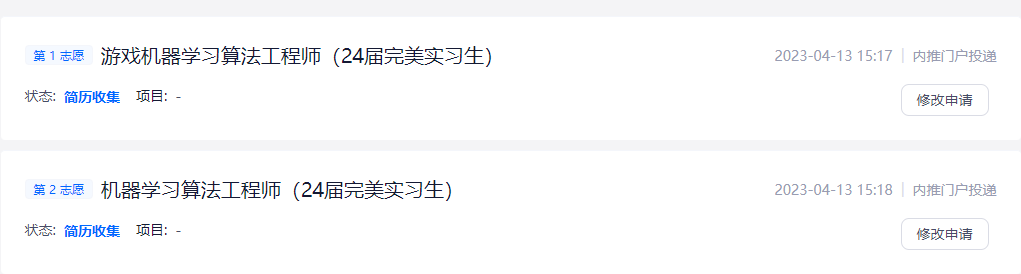 第 1 志愿 游戏机器学习算法工程师（24届完美实习生） 2023-04-13 15:17 | 内推门户投递
状态: 简历收集 项目: - 修改申请
第 2 志愿 机器学习算法工程师（24届完美实习生） 2023-04-13 15:18 | 内推门户投递
状态: 简历收集 项目: - 修改申请